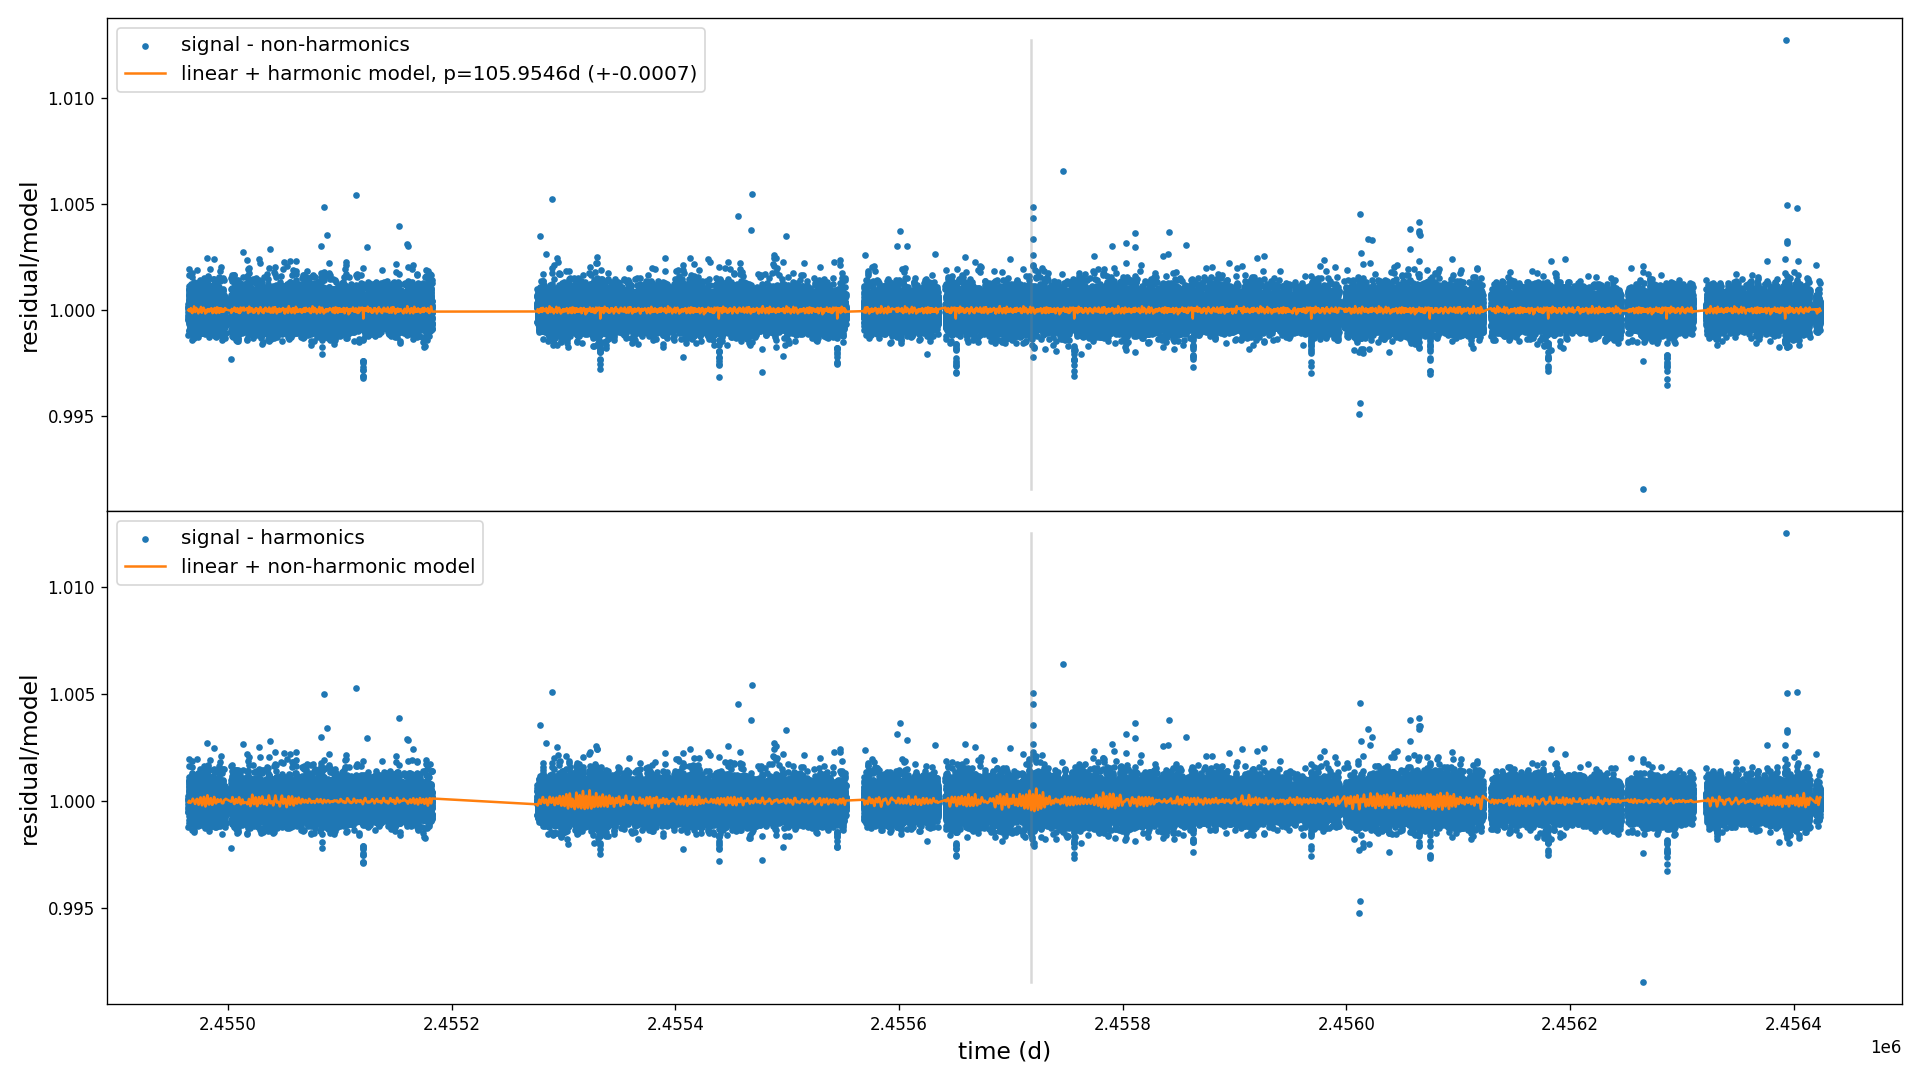 signal - non-harmonics
linear + harmonic model, p=105.9546d (+-0.0007)
1.010
1.005
1.000
0.995
residual/model
signal - harmonics
linear + non-harmonic model
1.010
1.005
1.000
0.995
residual/model
2.4550 2.4552 2.4554 2.4556 2.4558 2.4560 2.4562 2.4564
1e6
time (d)